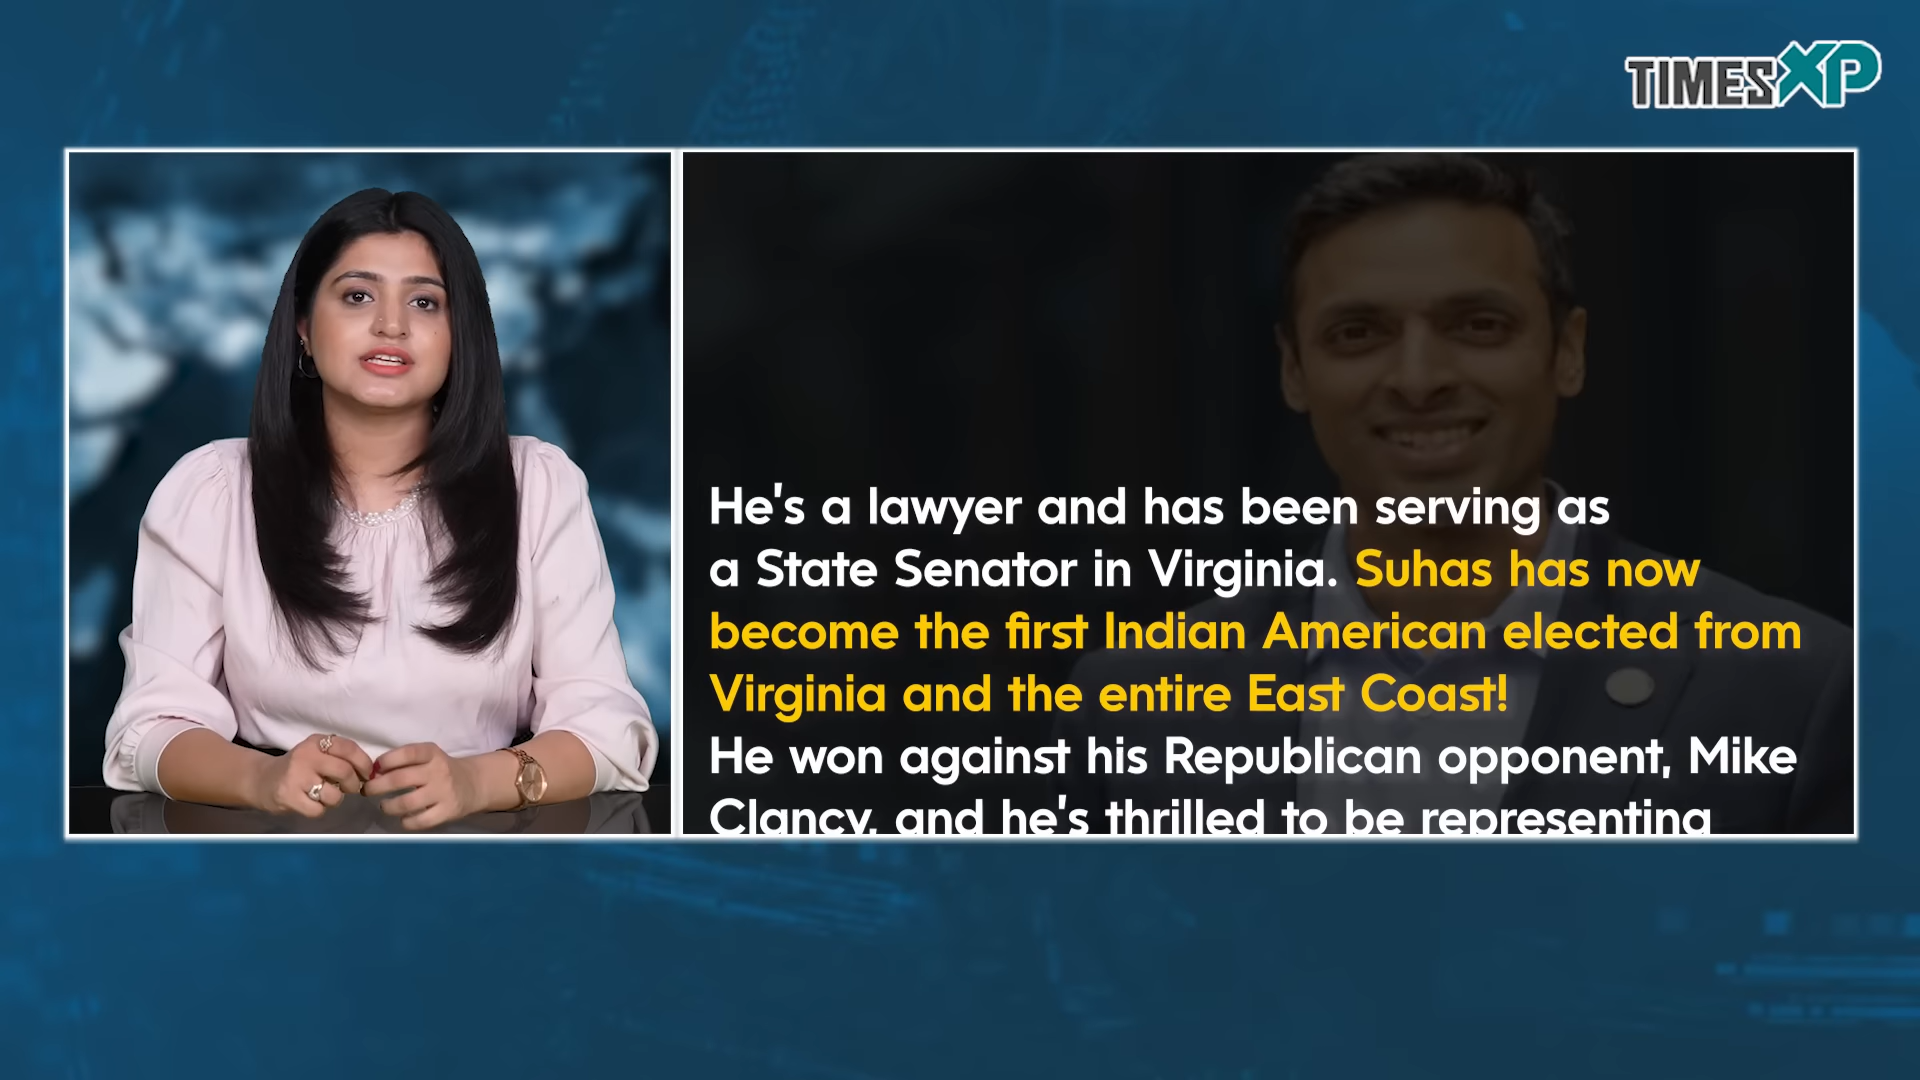 TIMESXP
He's a lawyer and has been serving as
a State Senator in Virginia. Suhas has now
become the first Indian American elected from
Virginia and the entire East Coast!
He won against his Republican opponent, Mike
Clancy, and he's thrilled to be representing